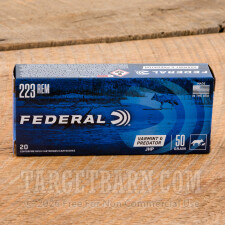 223 REM
FEDERAL
VARMINT &
PREDATOR
JHP
50
GRAIN
20
TARGETBARN.COM